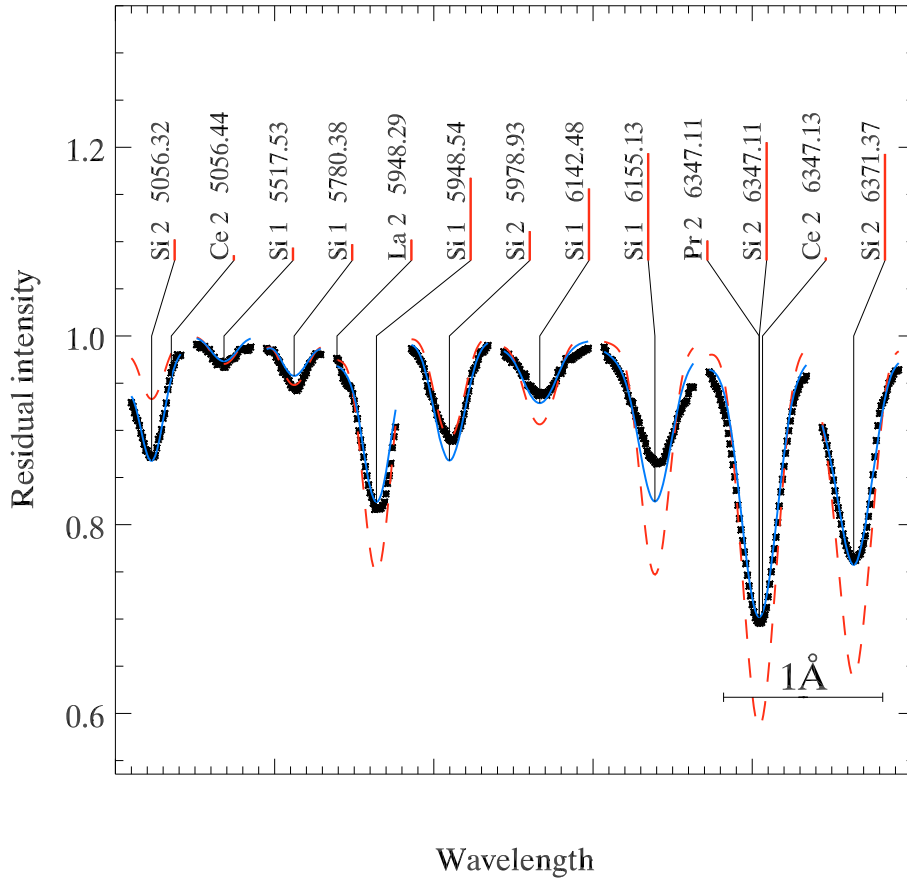 Residual intensity
1.2
1.0
0.8
0.6
Si 2 5056.32
Ce 2 5056.44
Si 1 5517.53
Si 1 5780.38
La 2 5948.29
Si 1 5948.54
Si 2 5978.93
Si 1 6142.48
Si 1 6155.13
Pr 2 6347.11
Si 2 6347.11
Ce 2 6347.13
Si 2 6371.37
1Å
Wavelength